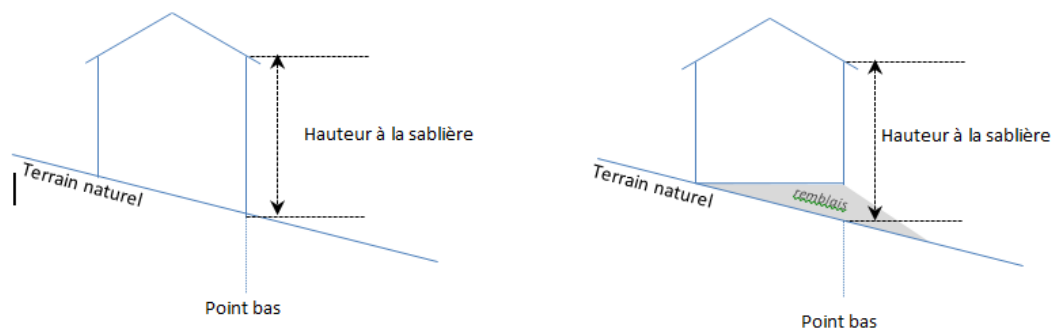 Hauteur à la sablière
Terrain naturel
Point bas
Hauteur à la sablière
Terrain naturel
remblais
Point bas